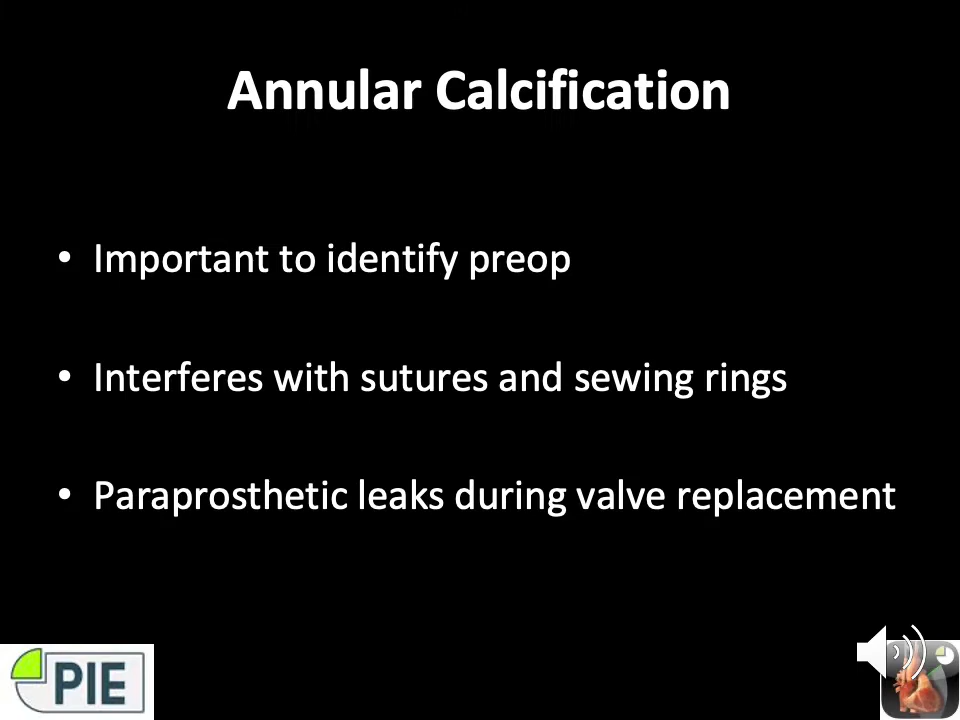 Annular Calcification
• Important to identify preop
• Interferes with sutures and sewing rings
• Paraprosthetic leaks during valve replacement
PIE